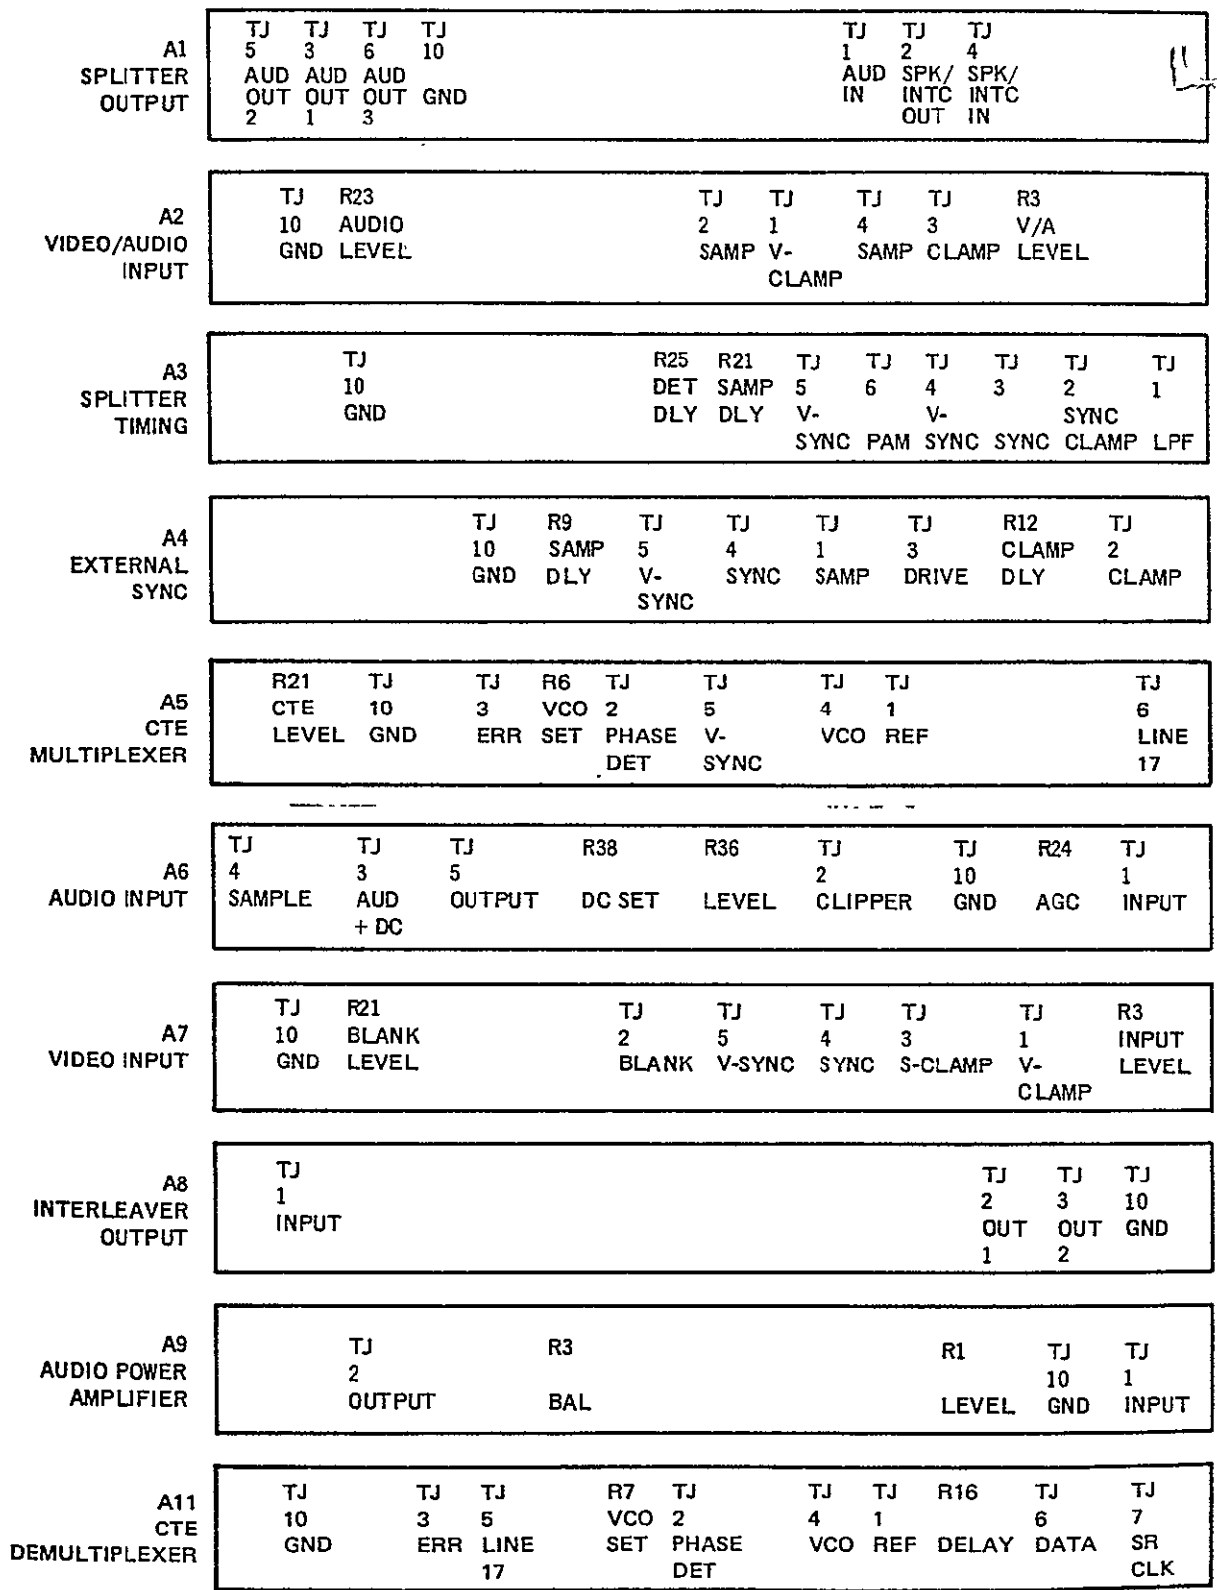 A1
SPLITTER
OUTPUT
TJ TJ TJ TJ TJ TJ TJ
5 3 6 10 1 2 4
AUD AUD AUD AUD SPK/ SPK/
OUT OUT OUT GND IN INTC INTC
2 1 3 OUT IN
A2
VIDEO/AUDIO
INPUT
TJ R23 TJ TJ TJ TJ R3
10 AUDIO 2 1 4 3 V/A
GND LEVEL SAMP V- SAMP CLAMP LEVEL
CLAMP
A3
SPLITTER
TIMING
TJ R25 R21 TJ TJ TJ TJ TJ TJ
10 DET SAMP 5 6 4 3 2 1
GND DLY DLY V- V- SYNC
SYNC PAM SYNC SYNC CLAMP LPF
A4
EXTERNAL
SYNC
TJ R9 TJ TJ TJ TJ R12 TJ
10 SAMP 5 4 1 3 CLAMP 2
GND DLY V- SYNC SAMP DRIVE DLY CLAMP
SYNC
A5
CTE
MULTIPLEXER
R21 TJ TJ R6 TJ TJ TJ TJ TJ
CTE 10 3 VCO 2 5 4 1 6
LEVEL GND ERR SET PHASE V- VCO REF LINE
DET SYNC 17
A6
AUDIO INPUT
TJ TJ TJ R38 R36 TJ TJ R24 TJ
4 3 5 2 10 1
SAMPLE AUD OUTPUT DC SET LEVEL CLIPPER GND AGC INPUT
+ DC
A7
VIDEO INPUT
TJ R21 TJ TJ TJ TJ TJ R3
10 BLANK 2 5 4 3 1 INPUT
GND LEVEL BLANK V-SYNC SYNC S-CLAMP V- LEVEL
CLAMP
A8
INTERLEAVER
OUTPUT
TJ TJ TJ TJ
1 2 3 10
INPUT OUT OUT GND
1 2
A9
AUDIO POWER
AMPLIFIER
TJ R3 R1 TJ TJ
2 10 1
OUTPUT BAL LEVEL GND INPUT
A11
CTE
DEMULTIPLEXER
TJ TJ TJ R7 TJ TJ TJ R16 TJ TJ
10 3 5 VCO 2 4 1 6 7
GND ERR LINE SET PHASE VCO REF DELAY DATA SR
17 DET CLK